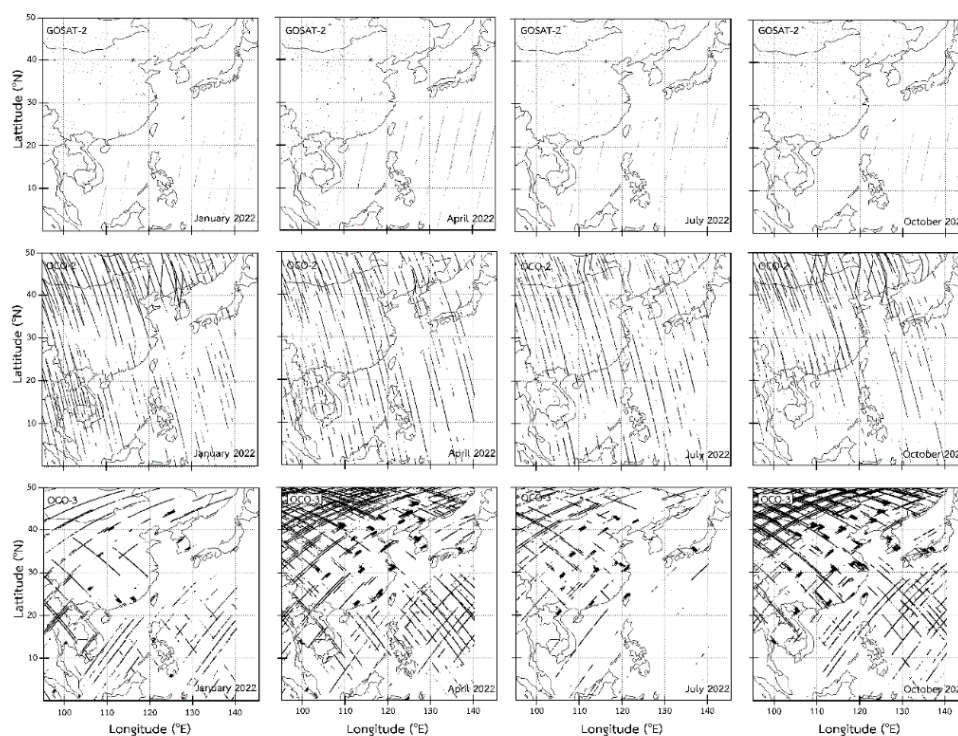 50
40
30
20
10
Lattitude (°N)
GOSAT-2
January 2022
GOSAT-2
April 2022
GOSAT-2
July 2022
GOSAT-2
October 2022
50
40
30
20
10
Lattitude (°N)
OCO-2
January 2022
OCO-2
April 2022
OCO-2
July 2022
OCO-2
October 2022
50
40
30
20
10
Lattitude (°N)
OCO-3
January 2022
OCO-3
April 2022
OCO-3
July 2022
OCO-3
October 202
100 110 120 130 140
100 110 120 130 140
100 110 120 130 140
100 110 120 130 140
Longitude (°E)
Longitude (°E)
Longitude (°E)
Longitude (°E)